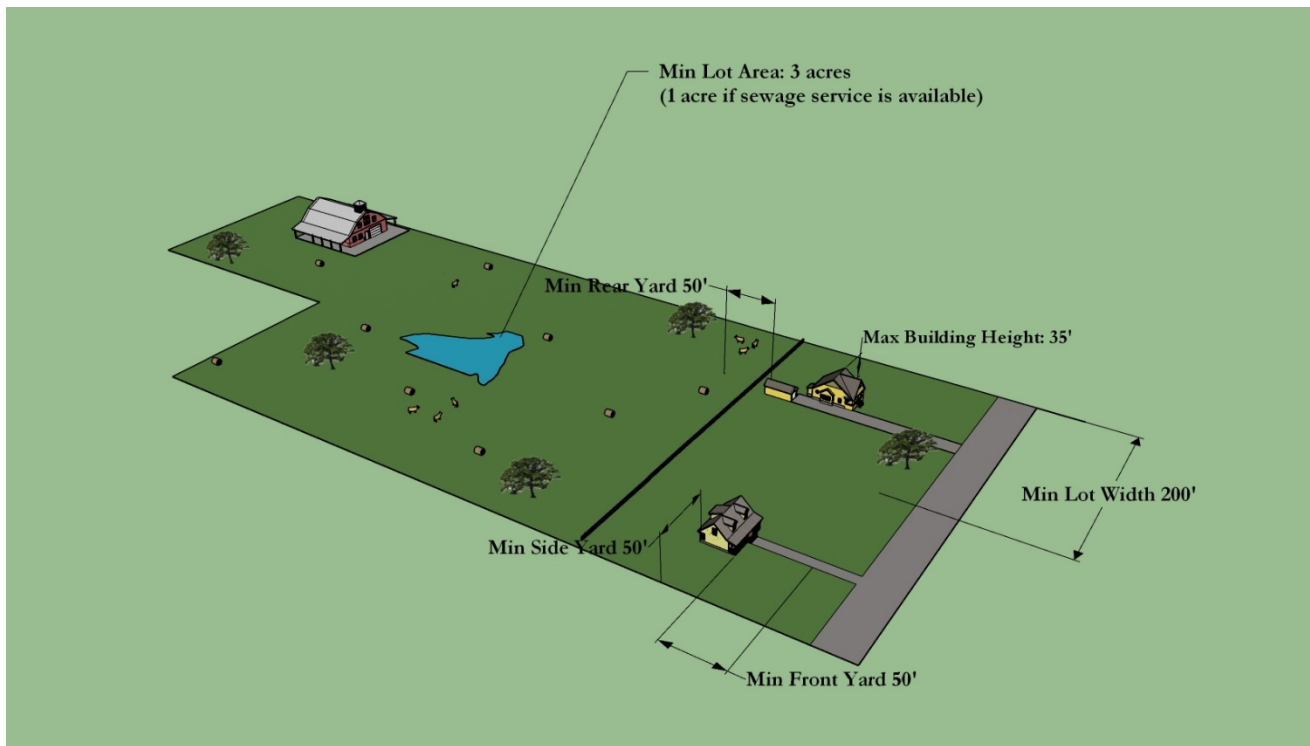 Min Lot Area: 3 acres
(1 acre if sewage service is available)
Min Rear Yard 50'
Max Building Height: 35'
Min Lot Width 200'
Min Side Yard 50'
Min Front Yard 50'